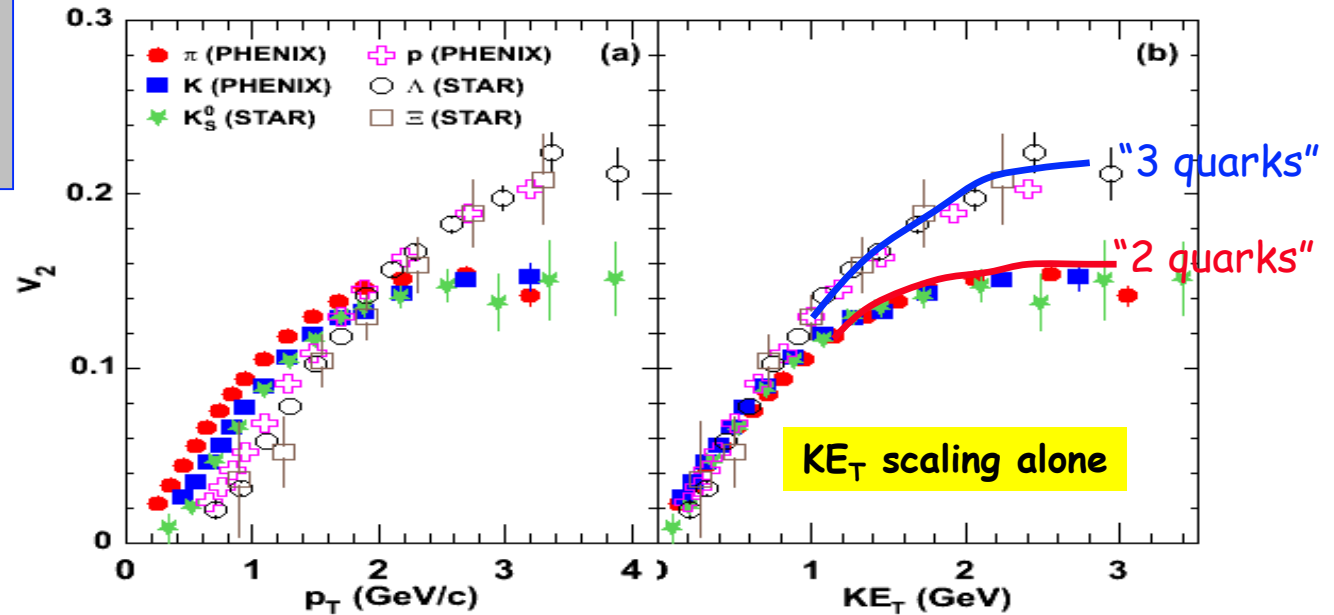 0.3
0.2
0.1
0
V₂
(a)
π (PHENIX)
K (PHENIX)
K⁰S (STAR)
p (PHENIX)
Λ (STAR)
Ξ (STAR)
0 1 2 3 4
pT (GeV/c)
(b)
"3 quarks"
"2 quarks"
KET scaling alone
1 2 3
KET (GeV)